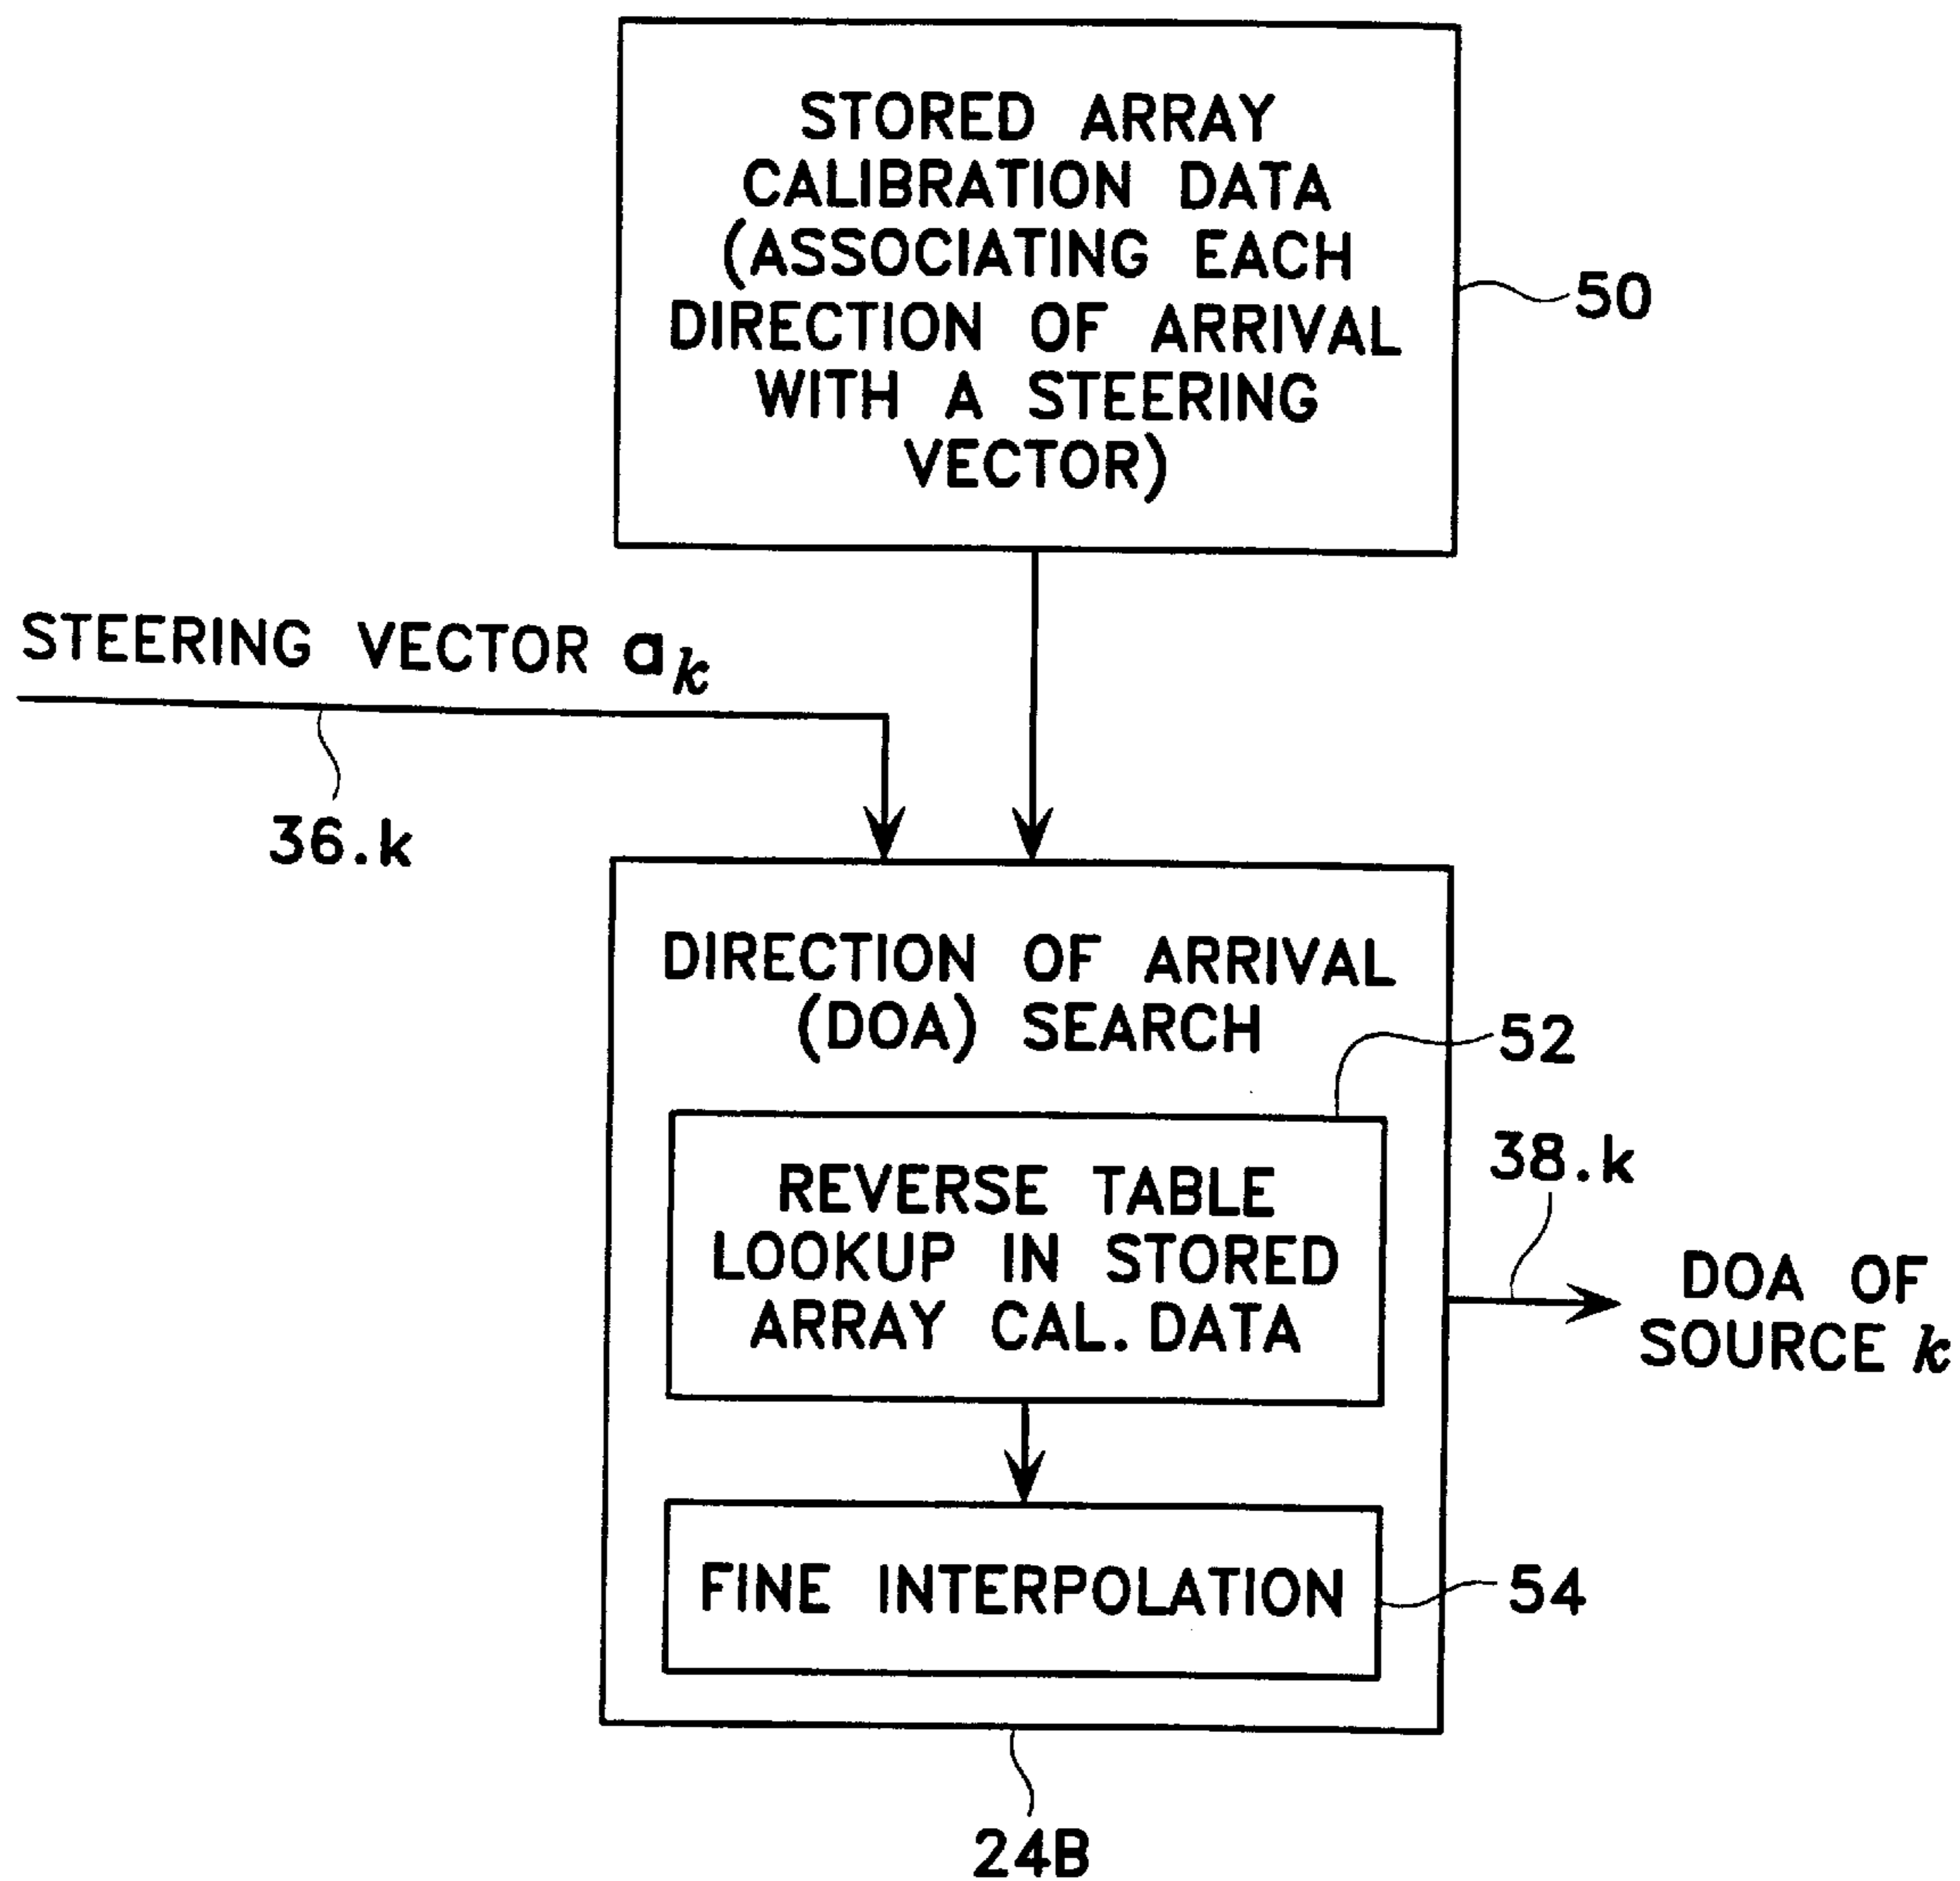 STORED ARRAY
CALIBRATION DATA
(ASSOCIATING EACH
DIRECTION OF ARRIVAL
WITH A STEERING
VECTOR)
50
STEERING VECTOR ak
36.k
DIRECTION OF ARRIVAL
(DOA) SEARCH
52
REVERSE TABLE
LOOKUP IN STORED
ARRAY CAL. DATA
38.k
DOA OF
SOURCE k
FINE INTERPOLATION
54
24B